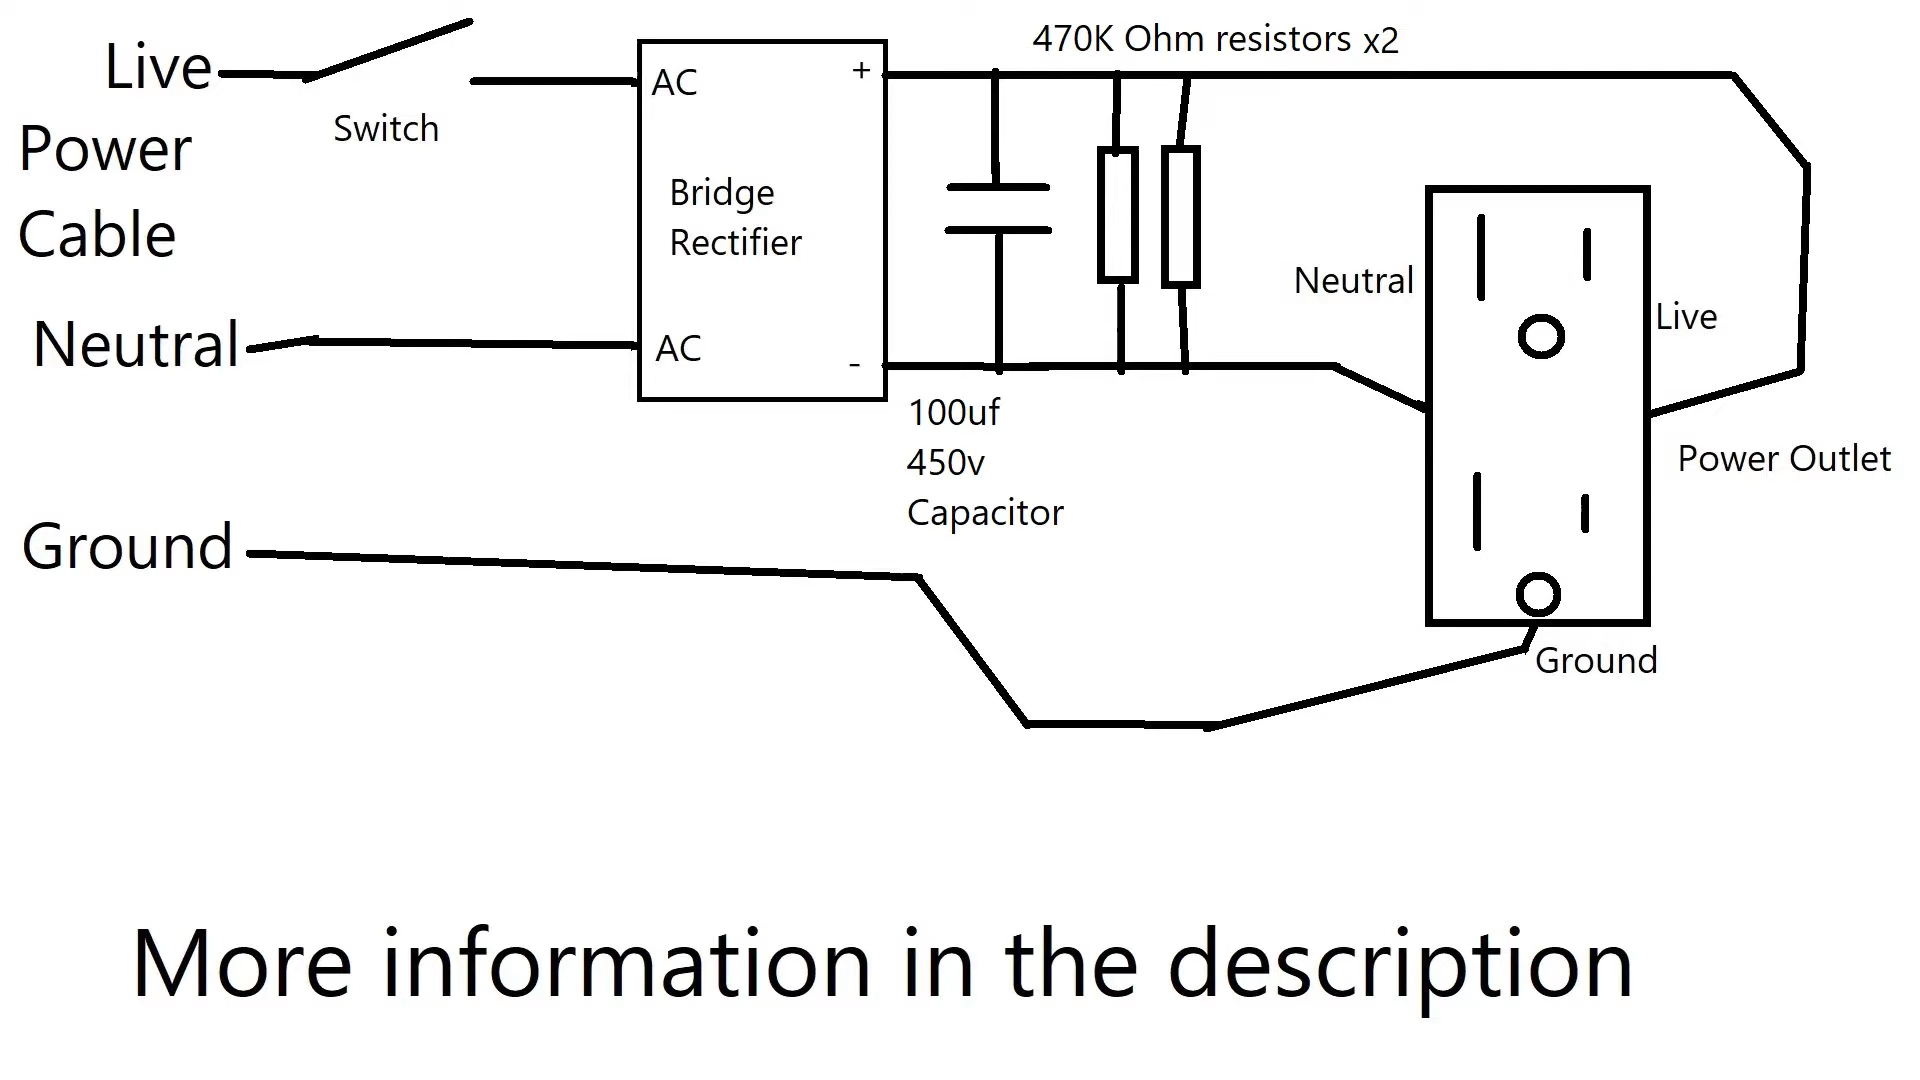 470K Ohm resistors x2
Live
Switch
Power
Cable
Neutral
Ground
AC
+
Bridge
Rectifier
AC
-
100uf
450v
Capacitor
Neutral
Live
Power Outlet
Ground
More information in the description